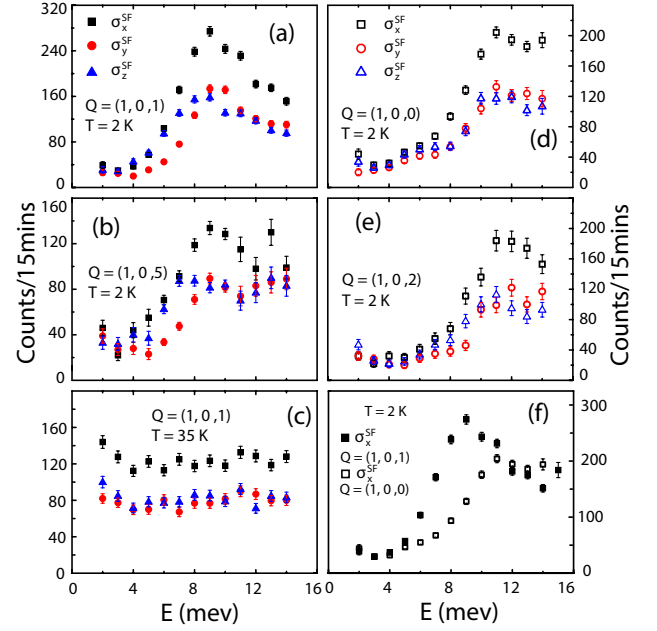 Counts/15mins
320
240
160
80
0
σxSF
σySF
σzSF
(a)
Q = (1, 0 ,1)
T = 2 K
160
120
80
40
0
(b)
Q = (1, 0 ,5)
T = 2 K
160
120
80
40
0
Q = (1, 0 ,1)
T = 35 K
(c)
0
4
8
12
16
E (mev)
Counts/15mins
240
200
160
120
80
40
0
σxSF
σySF
σzSF
Q = (1, 0 ,0)
T = 2 K
(d)
200
160
120
80
40
0
(e)
Q = (1, 0 ,2)
T = 2 K
300
200
100
0
T = 2 K
(f)
σxSF
Q = (1, 0 ,1)
σxSF
Q = (1, 0 ,0)
0
4
8
12
16
E (mev)